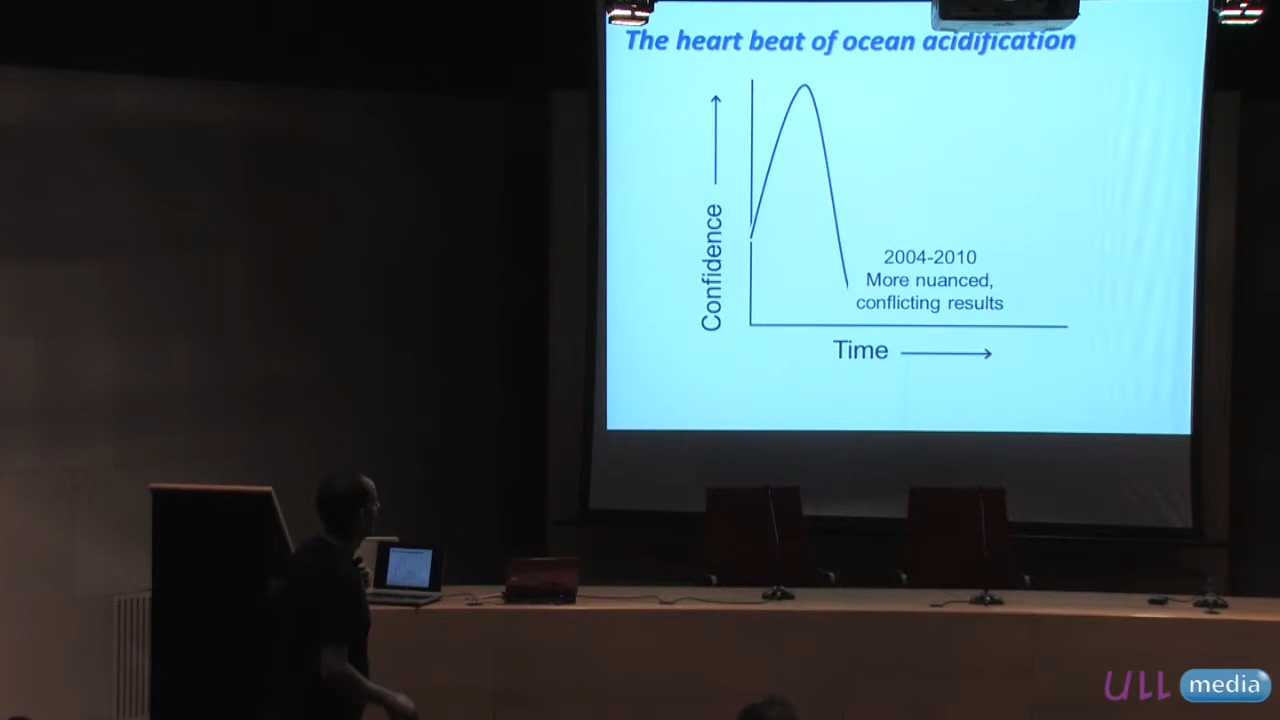 The heart beat of ocean acidification
Confidence
2004-2010
More nuanced,
conflicting results
Time
ULL media